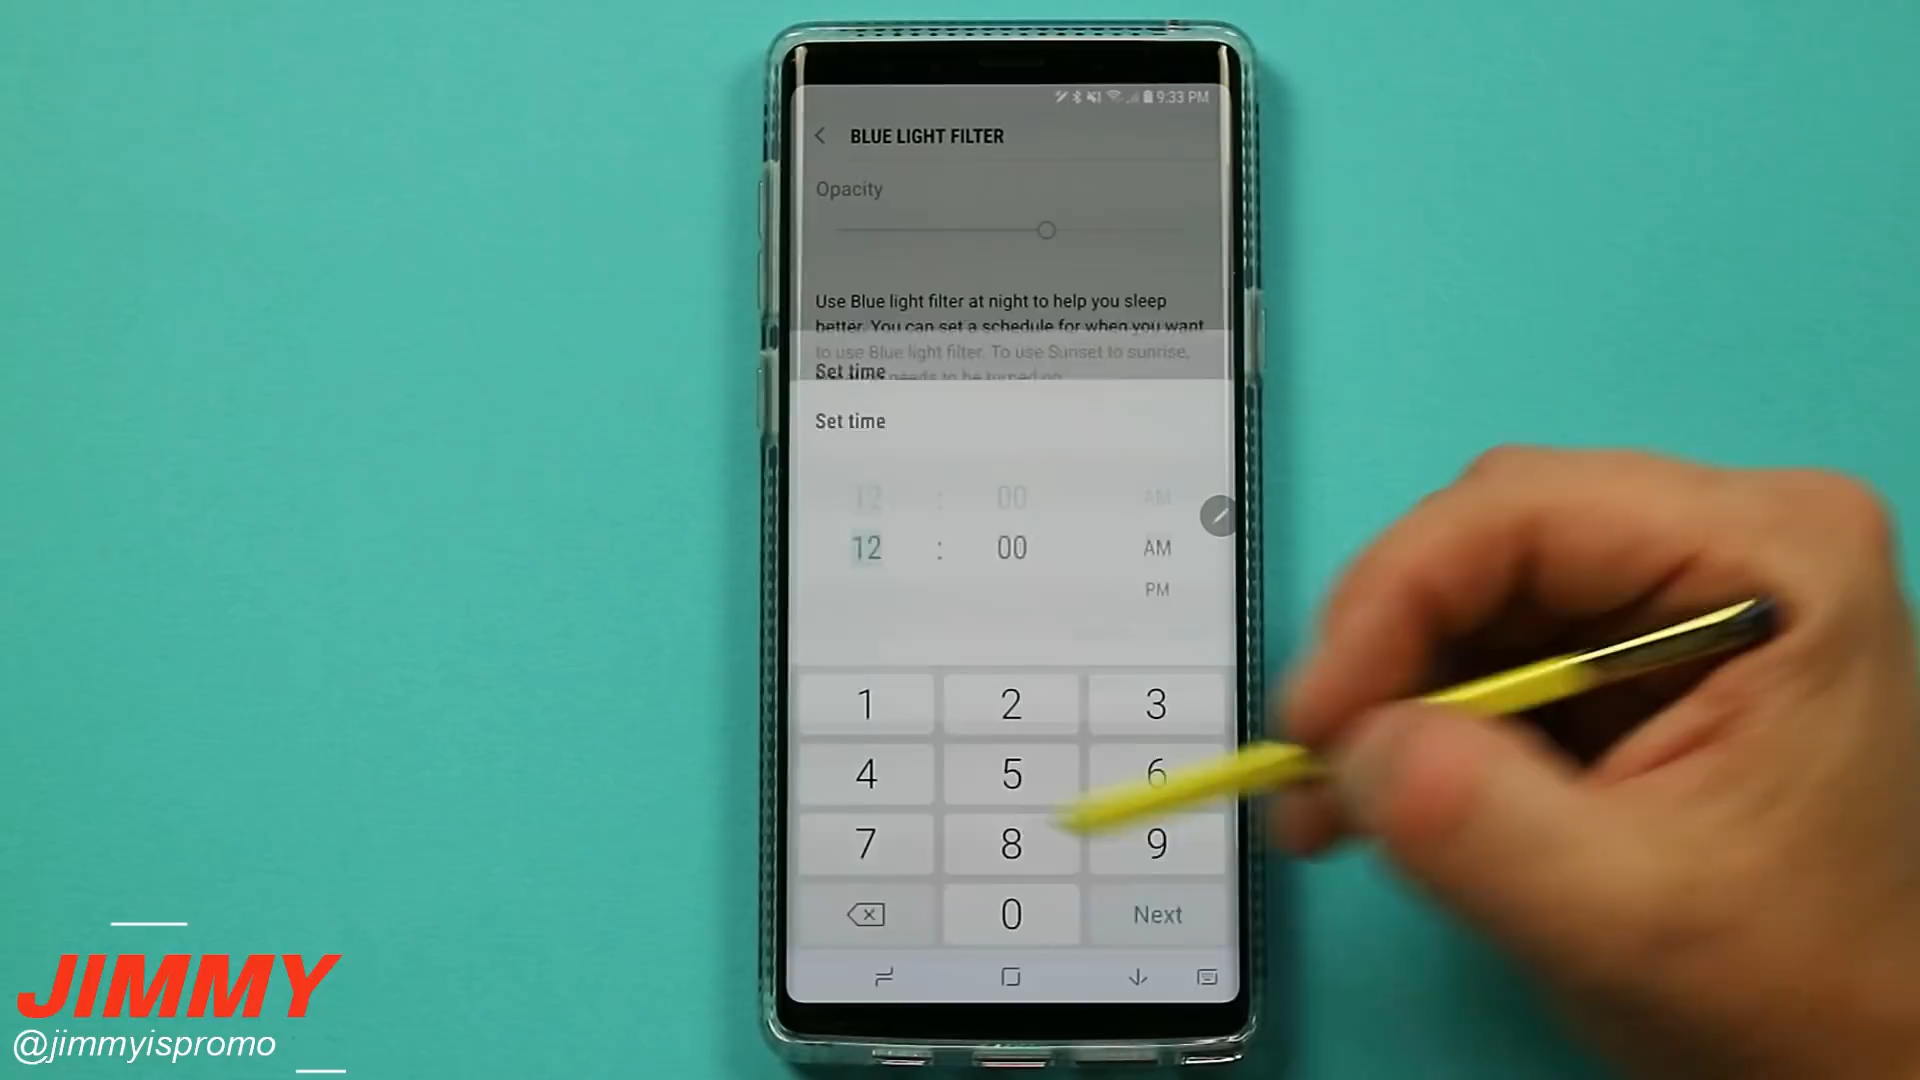 9:33 PM
BLUE LIGHT FILTER
Opacity
Use Blue light filter at night to help you sleep
better. You can set a schedule for when you want
to use Blue light filter. To use Sunset to sunrise,
Set time
needs to be turned on.
Set time
12 : 00 AM
12 : 00 AM
PM
1 2 3
4 5 6
7 8 9
0 Next
JIMMY
@jimmyispromo